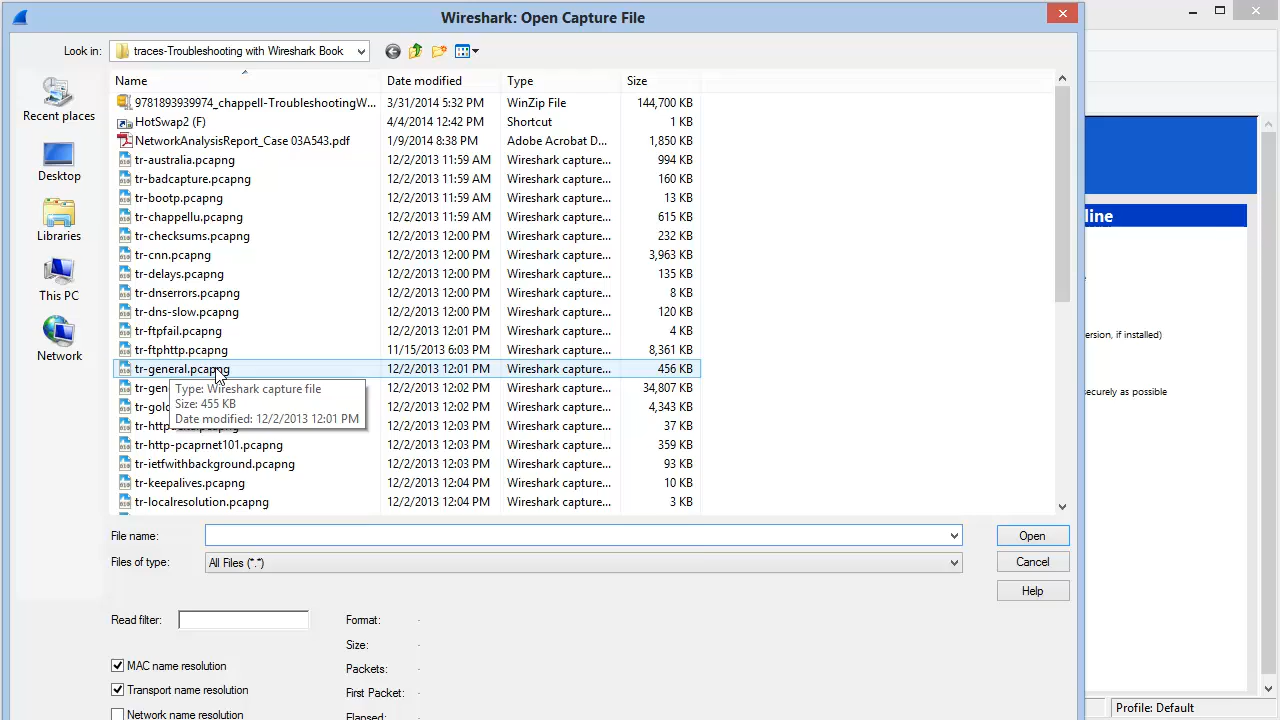 Wireshark: Open Capture File
Look in: traces-Troubleshooting with Wireshark Book
Name Date modified Type Size
9781893939974_chappell-TroubleshootingW... 3/31/2014 5:32 PM WinZip File 144,700 KB
HotSwap2 (F) 4/4/2014 12:42 PM Shortcut 1 KB
NetworkAnalysisReport_Case 03A543.pdf 1/9/2014 8:38 PM Adobe Acrobat D... 1,850 KB
tr-australia.pcapng 12/2/2013 11:59 AM Wireshark capture... 994 KB
tr-badcapture.pcapng 12/2/2013 11:59 AM Wireshark capture... 160 KB
tr-bootp.pcapng 12/2/2013 11:59 AM Wireshark capture... 13 KB
tr-chappellu.pcapng 12/2/2013 11:59 AM Wireshark capture... 615 KB
tr-checksums.pcapng 12/2/2013 12:00 PM Wireshark capture... 232 KB
tr-cnn.pcapng 12/2/2013 12:00 PM Wireshark capture... 3,963 KB
tr-delays.pcapng 12/2/2013 12:00 PM Wireshark capture... 135 KB
tr-dnserrors.pcapng 12/2/2013 12:00 PM Wireshark capture... 8 KB
tr-dns-slow.pcapng 12/2/2013 12:00 PM Wireshark capture... 120 KB
tr-ftpfail.pcapng 12/2/2013 12:01 PM Wireshark capture... 4 KB
tr-ftphttp.pcapng 11/15/2013 6:03 PM Wireshark capture... 8,361 KB
tr-general.pcapng 12/2/2013 12:01 PM Wireshark capture... 456 KB
tr-gen 12/2/2013 12:02 PM Wireshark capture... 34,807 KB
tr-gol 12/2/2013 12:02 PM Wireshark capture... 4,343 KB
tr-http 12/2/2013 12:03 PM Wireshark capture... 37 KB
tr-http-pcaprnet101.pcapng 12/2/2013 12:03 PM Wireshark capture... 359 KB
tr-ietfwithbackground.pcapng 12/2/2013 12:03 PM Wireshark capture... 93 KB
tr-keepalives.pcapng 12/2/2013 12:04 PM Wireshark capture... 10 KB
tr-localresolution.pcapng 12/2/2013 12:04 PM Wireshark capture... 3 KB
Type: Wireshark capture file
Size: 455 KB
Date modified: 12/2/2013 12:01 PM
Recent places
Desktop
Libraries
This PC
Network
File name: Open
Files of type: All Files (*.*) Cancel
Help
Read filter: Format: -
Size: -
MAC name resolution Packets: -
Transport name resolution First Packet: -
Network name resolution Elapsed: -
line
ersion, if installed)
ecurely as possible
Profile: Default